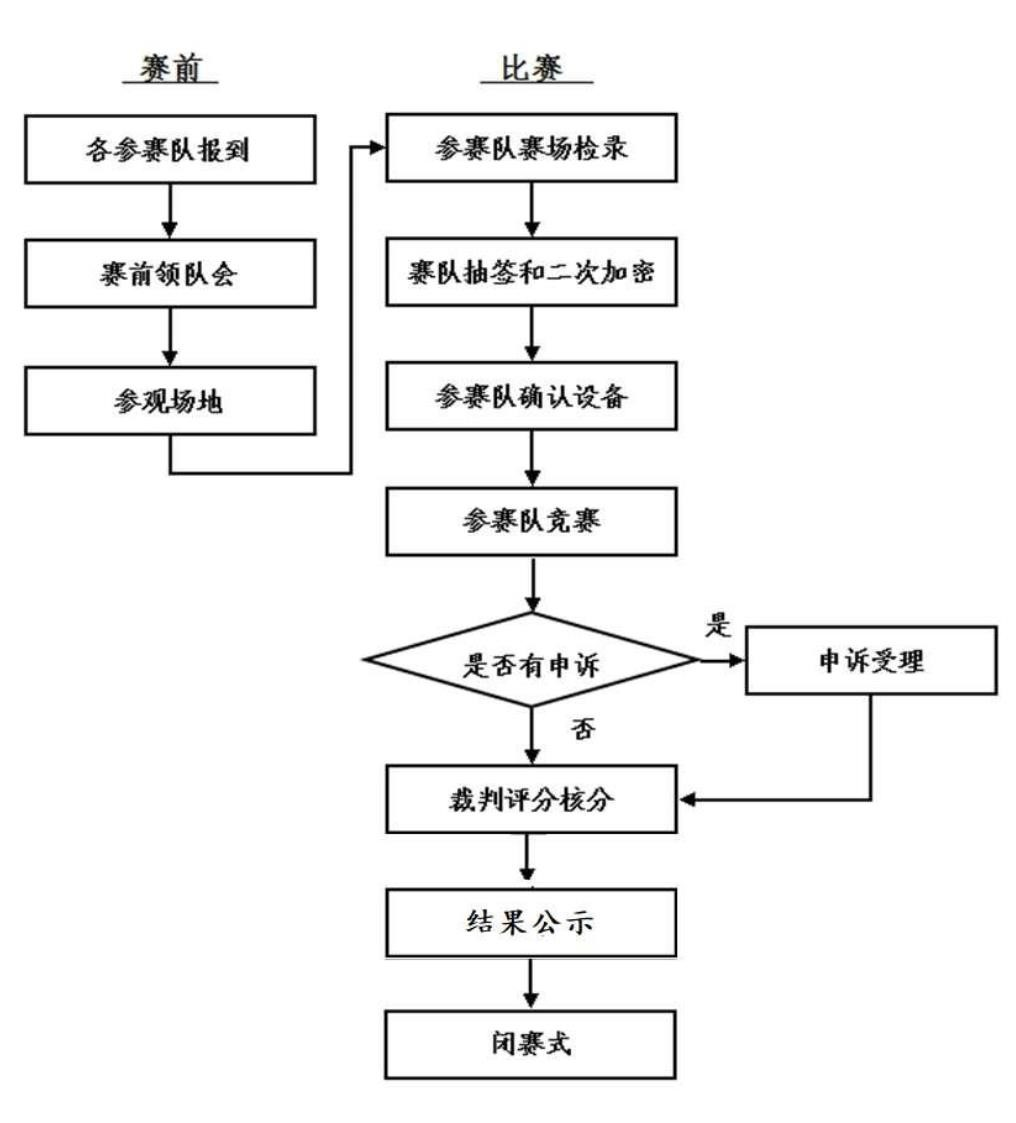 赛前
各参赛队报到
赛前领队会
参观场地
比赛
参赛队赛场检录
赛队抽签和二次加密
参赛队确认设备
参赛队竞赛
是否有申诉
是
申诉受理
否
裁判评分核分
结果公示
闭赛式